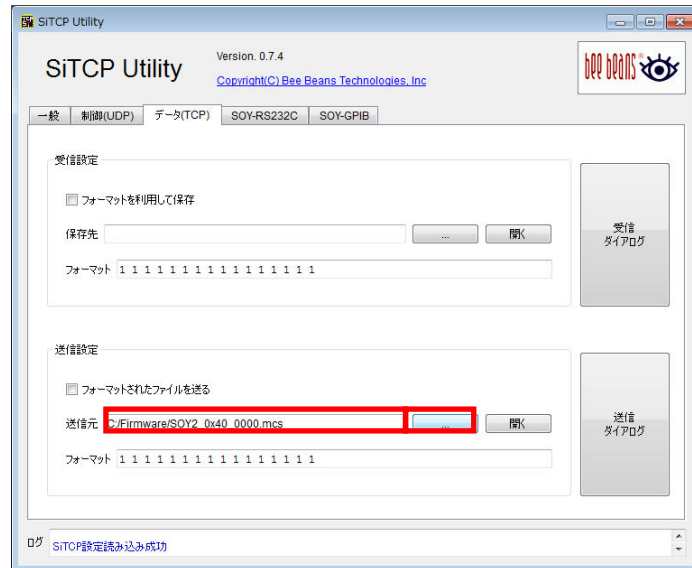 SiTCP Utility
SiTCP Utility
Version. 0.7.4
Copyright(C) Bee Beans Technologies, Inc
bee beans
一般 制御(UDP) データ(TCP) SOY-RS232C SOY-GPIB
受信設定
フォーマットを利用して保存
保存先 ... 開く
フォーマット 1 1 1 1 1 1 1 1 1 1 1 1 1 1 1 1
受信
ダイアログ
送信設定
フォーマットされたファイルを送る
送信元 C:/Firmware/SOY2_0x40_0000.mcs ... 開く
フォーマット 1 1 1 1 1 1 1 1 1 1 1 1 1 1 1 1
送信
ダイアログ
ログ SiTCP設定読み込み成功